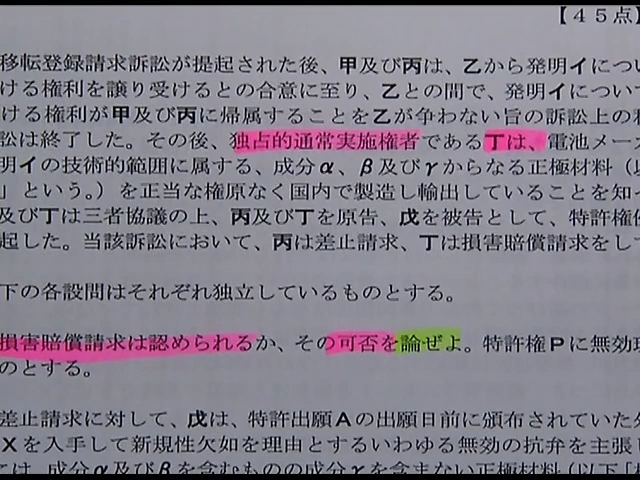 【４５点】
移転登録請求訴訟が提起された後、甲及び丙は、乙から発明イについ
ける権利を譲り受けるとの合意に至り、乙との間で、発明イについて
ける権利が甲及び丙に帰属することを乙が争わない旨の訴訟上の和
訟は終了した。その後、独占的通常実施権者である丁は、電池メーカ
明イの技術的範囲に属する、成分α、β及びγからなる正極材料（以
」という。）を正当な権原なく国内で製造し輸出していることを知っ
及び丁は三者協議の上、丙及び丁を原告、戊を被告として、特許権侵
起した。当該訴訟において、丙は差止請求、丁は損害賠償請求をして
下の各設問はそれぞれ独立しているものとする。
損害賠償請求は認められるか、その可否を論ぜよ。特許権Ｐに無効理
のとする。
差止請求に対して、戊は、特許出願Ａの出願日前に頒布されていた
Ｘを入手して新規性欠如を理由とするいわゆる無効の抗弁を主張し
には、成分α及びβを含むものの成分γを含まない正極材料（以下「